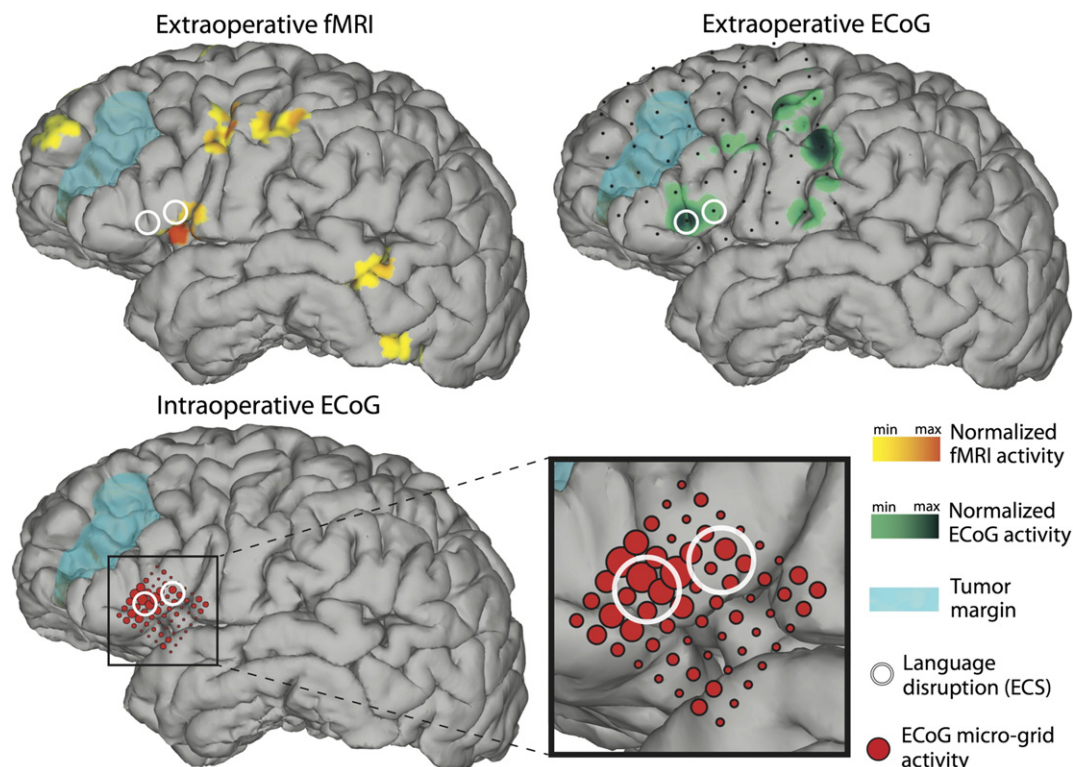 Extraoperative fMRI
Extraoperative ECoG
Intraoperative ECoG
min max
Normalized
fMRI activity
min max
Normalized
ECoG activity
Tumor
margin
Language
disruption (ECS)
ECoG micro-grid
activity